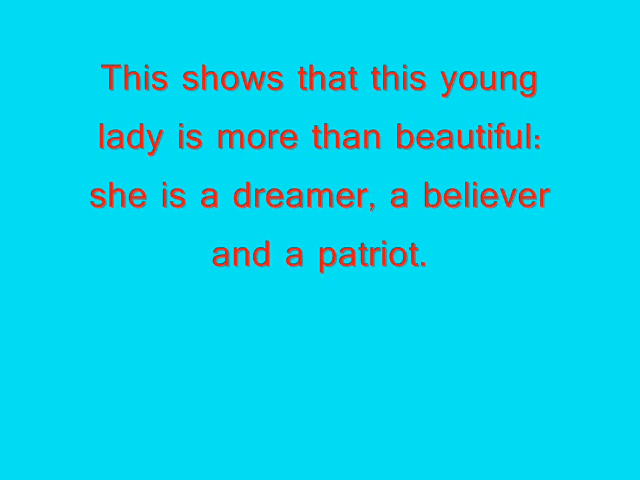 This shows that this young
lady is more than beautiful:
she is a dreamer, a believer
and a patriot.